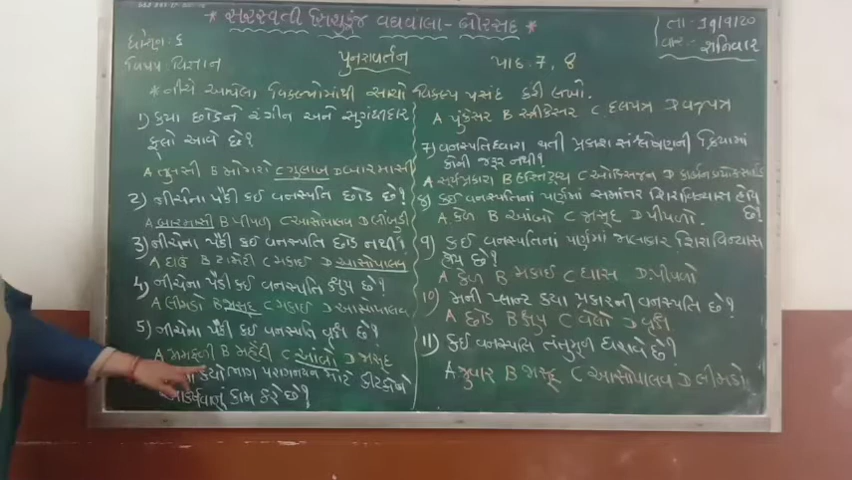 * સરસ્વતી શિશુકુંજ વઘવાલા - બોરસદ *
તા : 19/9/20
વાર :- શનિવાર
ધોરણ : ૬
વિષય : વિજ્ઞાન
પુનરાવર્તન
પાઠ : 7, 8
* નીચે આપેલા વિકલ્પોમાંથી સાચો વિકલ્પ પસંદ કરી લખો.
1) કયા છોડને રંગીન અને સુગંધીદાર
ફૂલો આવે છે?
A તુલસી B મોગરો C ગુલાબ D બારમાસી
2) નીચેના પૈકી કઈ વનસ્પતિ છોડ છે?
A બારમાસી B પીપળો C આસોપાલવ D લીંબુડી
3) નીચેના પૈકી કઈ વનસ્પતિ છોડ નથી?
A ઘઉં B ટામેટી C મકાઈ D આસોપાલવ
4) નીચેના પૈકી કઈ વનસ્પતિ ક્ષુપ છે?
A લીમડો B જાસૂદ C મકાઈ D આસોપાલવ
5) નીચેના પૈકી કઈ વનસ્પતિ વૃક્ષ છે?
A મગફળી B મહેંદી C આંબો D જાસૂદ
કયો ભાગ પરાગનયન માટે કીટકોને
આકર્ષવાનું કામ કરે છે?
A પુંકેસર B સ્ત્રીકેસર C દલપત્ર D વજ્રપત્ર
7) વનસ્પતિ દ્વારા થતી પ્રકાશસંશ્લેષણની ક્રિયામાં
કોની જરૂર નથી?
A સૂર્યપ્રકાશ B હરિતદ્રવ્ય C ઓક્સિજન D કાર્બન ડાયોક્સાઈડ
8) કઈ વનસ્પતિનાં પર્ણમાં સમાંતર શિરાવિન્યાસ હોય
છે?
A કેળ B આંબો C જાસૂદ D પીપળો.
9) કઈ વનસ્પતિનાં પર્ણમાં જાલાકાર શિરાવિન્યાસ
હોય છે?
A કેળ B મકાઈ C ઘાસ D પીપળો
10) મની પ્લાન્ટ કયા પ્રકારની વનસ્પતિ છે?
A છોડ B ક્ષુપ C વેલો D વૃક્ષ
11) કઈ વનસ્પતિ તંતુમૂળ ધરાવે છે?
A જુવાર B જાસૂદ C આસોપાલવ D લીમડો